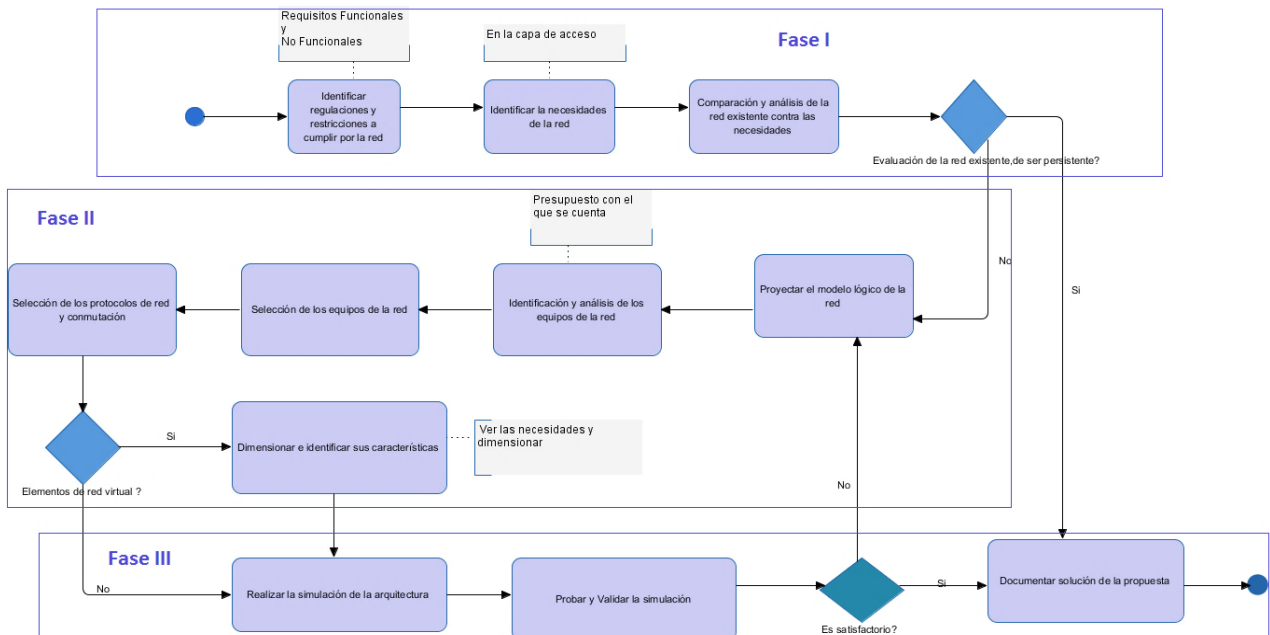 Requisitos Funcionales
y
No Funcionales
En la capa de acceso
Fase I
Identificar
regulaciones y
restricciones a
cumplir por la red
Identificar la necesidades
de la red
Comparación y análisis de la
red existente contra las
necesidades
Evaluación de la red existente,de ser persistente?
Fase II
Presupuesto con el
que se cuenta
No
Si
Selección de los protocolos de red
y conmutación
Selección de los equipos de la red
Identificación y análisis de los
equipos de la red
Proyectar el modelo lógico de la
red
Si
Dimensionar e identificar sus características
Ver las necesidades y
dimensionar
Elementos de red virtual ?
No
Fase III
No
Realizar la simulación de la arquitectura
Probar y Validar la simulación
Si
Documentar solución de la propuesta
Es satisfactorio?